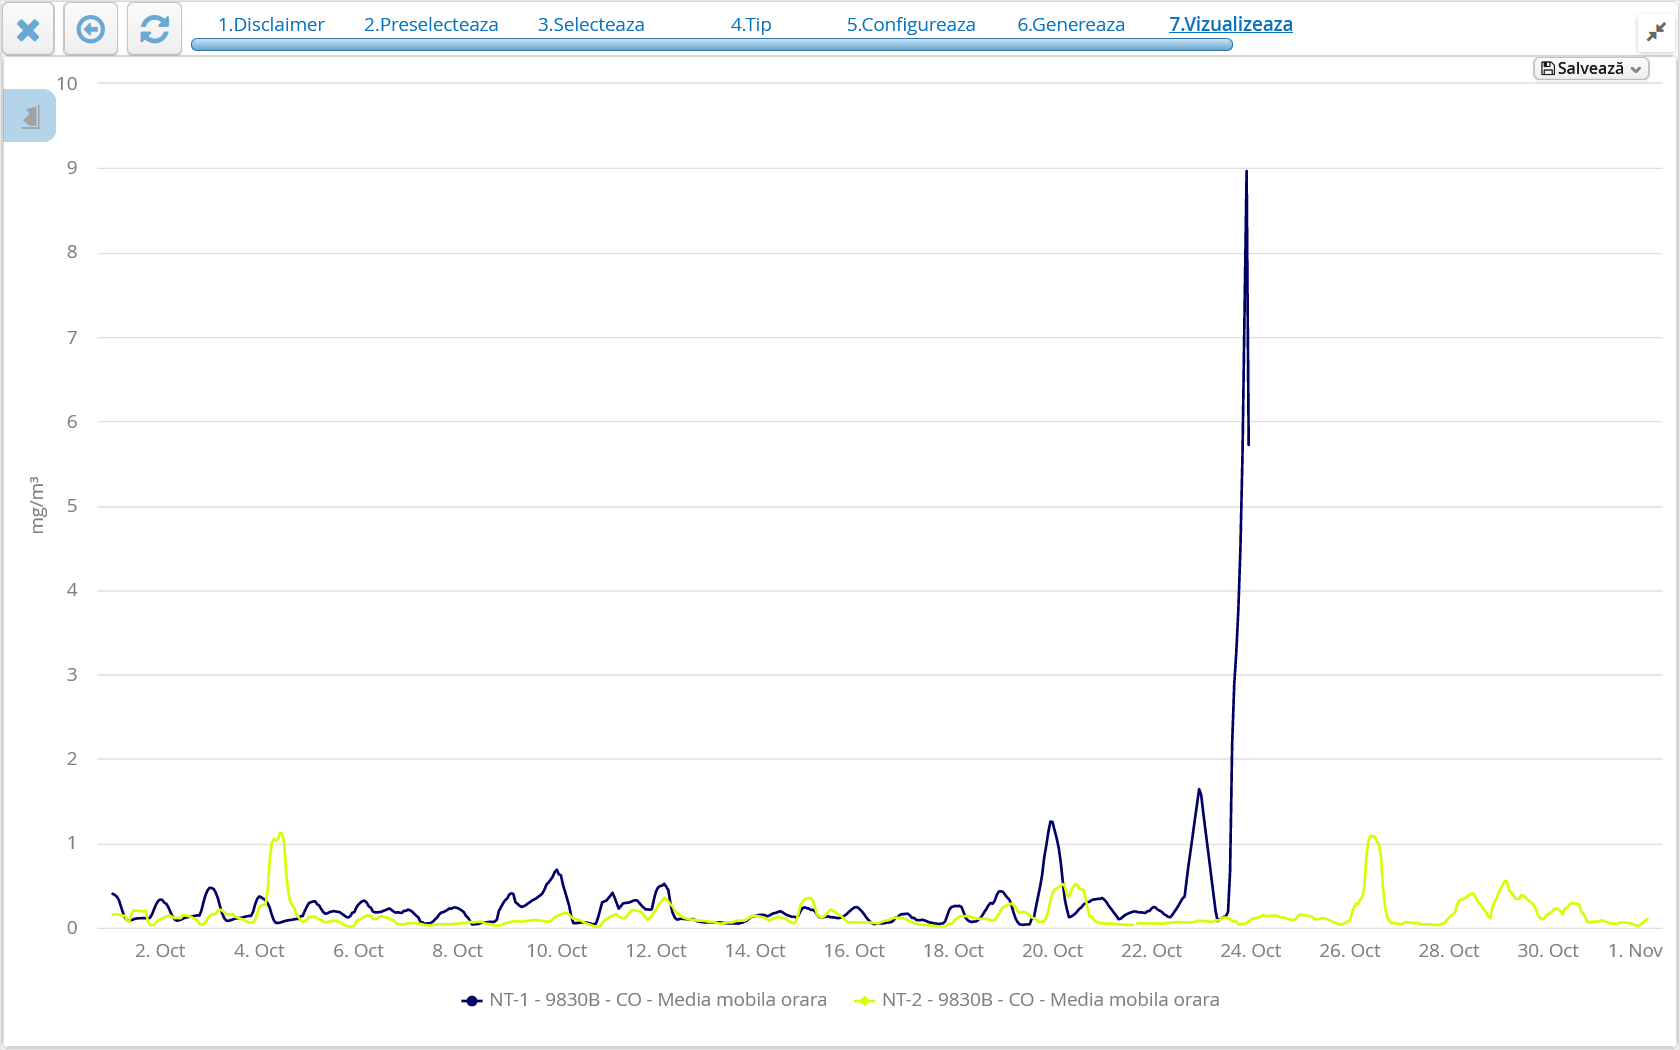 1.Disclaimer 2.Preselecteaza 3.Selecteaza 4.Tip 5.Configureaza 6.Genereaza 7.Vizualizeaza
Salvează
10
9
8
7
6
5
4
3
2
1
0
mg/m³
2. Oct 4. Oct 6. Oct 8. Oct 10. Oct 12. Oct 14. Oct 16. Oct 18. Oct 20. Oct 22. Oct 24. Oct 26. Oct 28. Oct 30. Oct 1. Nov
NT-1 - 9830B - CO - Media mobila orara NT-2 - 9830B - CO - Media mobila orara